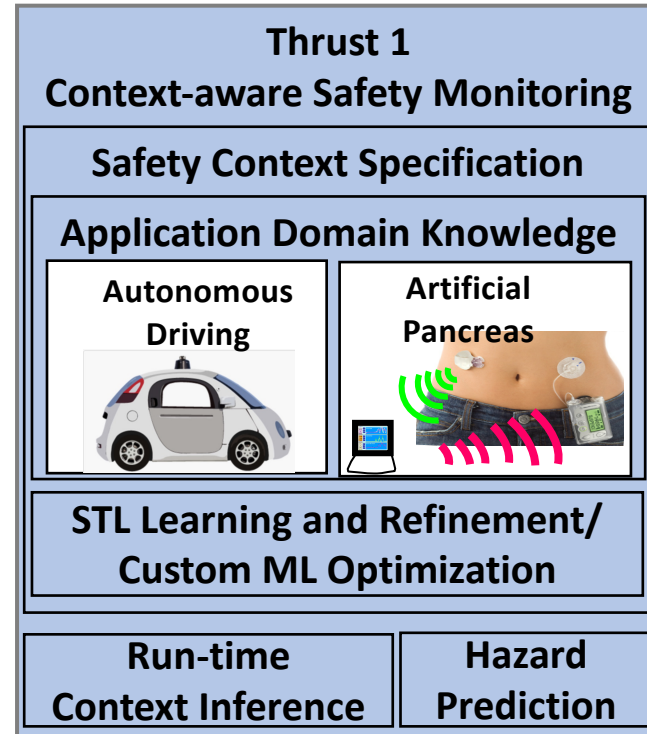 Thrust 1
Context-aware Safety Monitoring
Safety Context Specification
Application Domain Knowledge
Autonomous
Driving
Artificial
Pancreas
STL Learning and Refinement/
Custom ML Optimization
Run-time
Context Inference
Hazard
Prediction